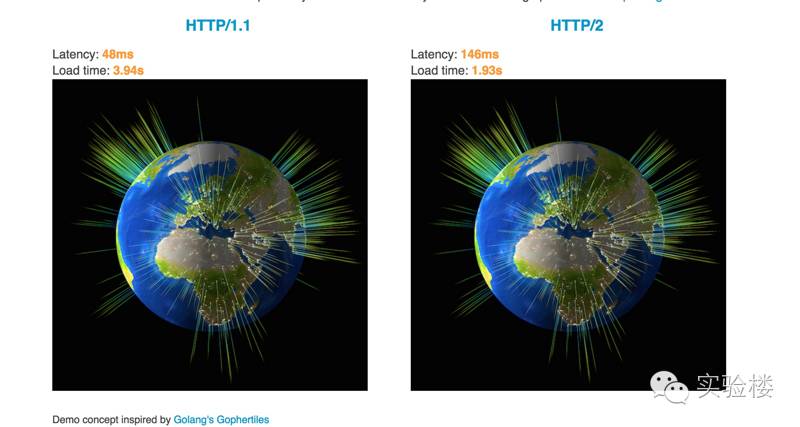 HTTP/1.1
Latency: 48ms
Load time: 3.94s
HTTP/2
Latency: 146ms
Load time: 1.93s
实验楼
Demo concept inspired by Golang's Gophertiles